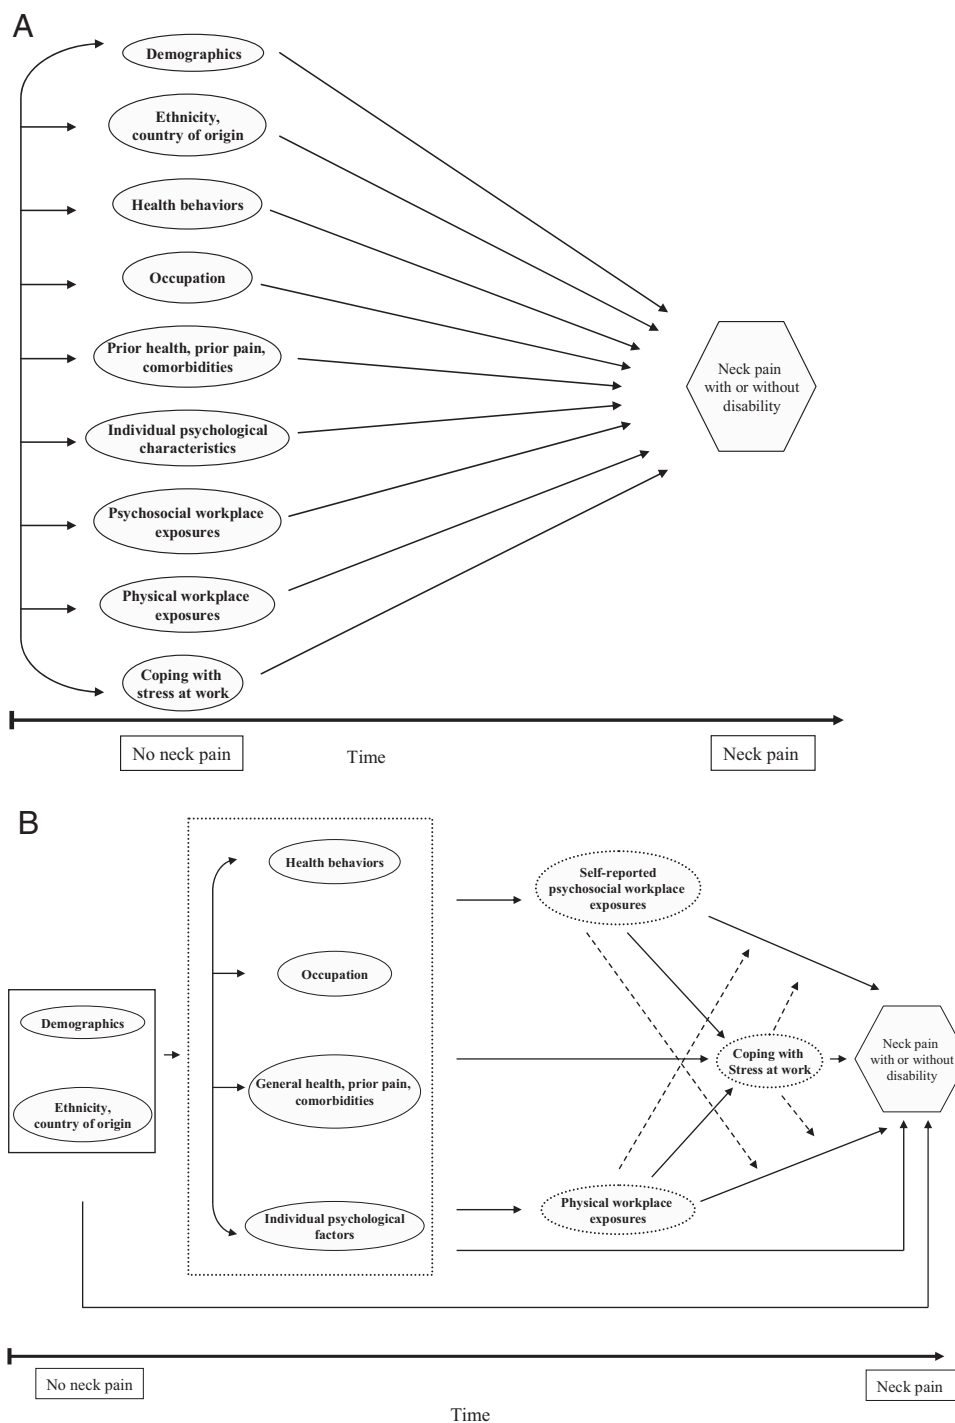 A
Demographics
Ethnicity,
country of origin
Health behaviors
Occupation
Prior health, prior pain,
comorbidities
Individual psychological
characteristics
Psychosocial workplace
exposures
Physical workplace
exposures
Coping with
stress at work
Neck pain
with or without
disability
No neck pain
Time
Neck pain
B
Demographics
Ethnicity,
country of origin
Health behaviors
Occupation
General health, prior pain,
comorbidities
Individual psychological
factors
Self-reported
psychosocial workplace
exposures
Coping with
Stress at work
Physical workplace
exposures
Neck pain
with or without
disability
No neck pain
Neck pain
Time